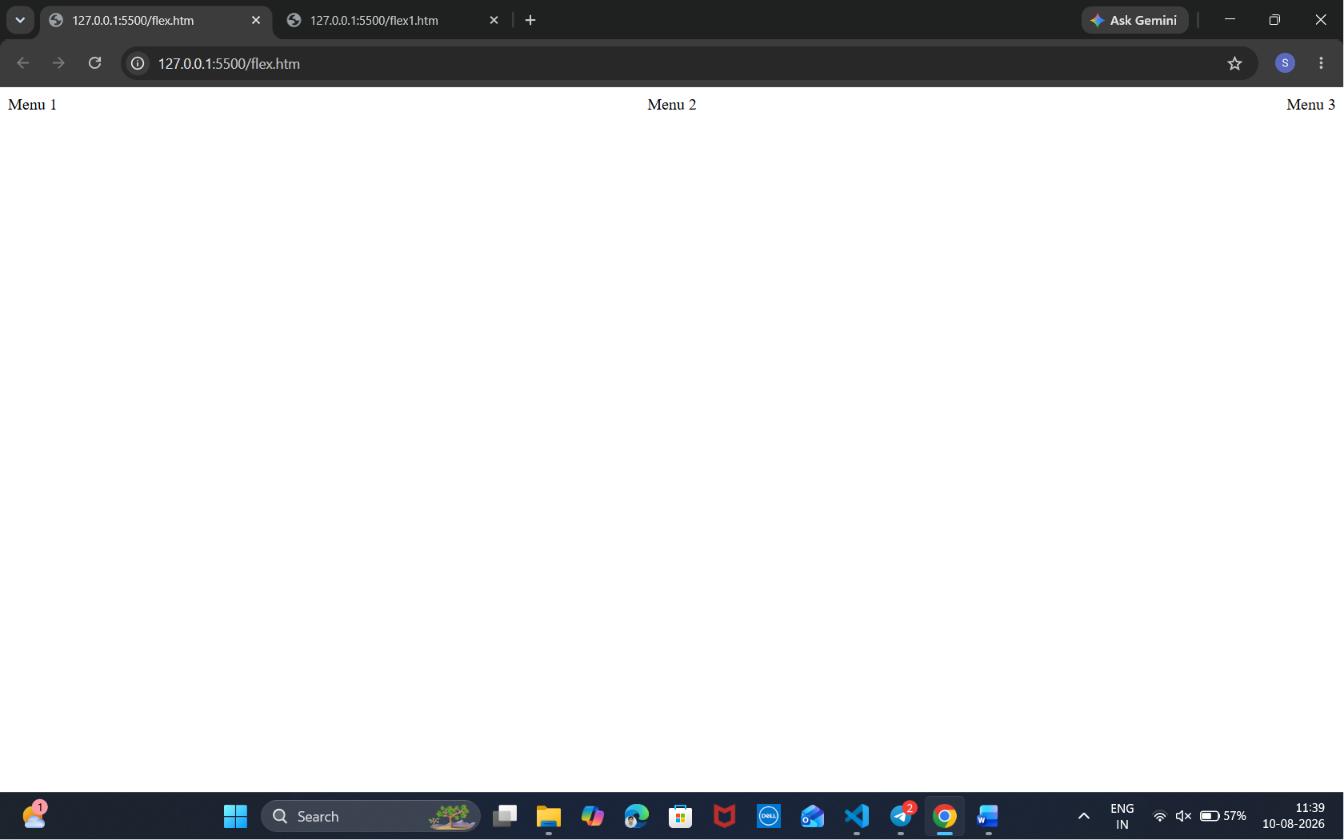 127.0.0.1:5500/flex.htm
127.0.0.1:5500/flex1.htm
Ask Gemini
127.0.0.1:5500/flex.htm
S
Menu 1 Menu 2 Menu 3
1
Search
DELL
2
W
ENG
IN
57%
11:39
10-08-2026